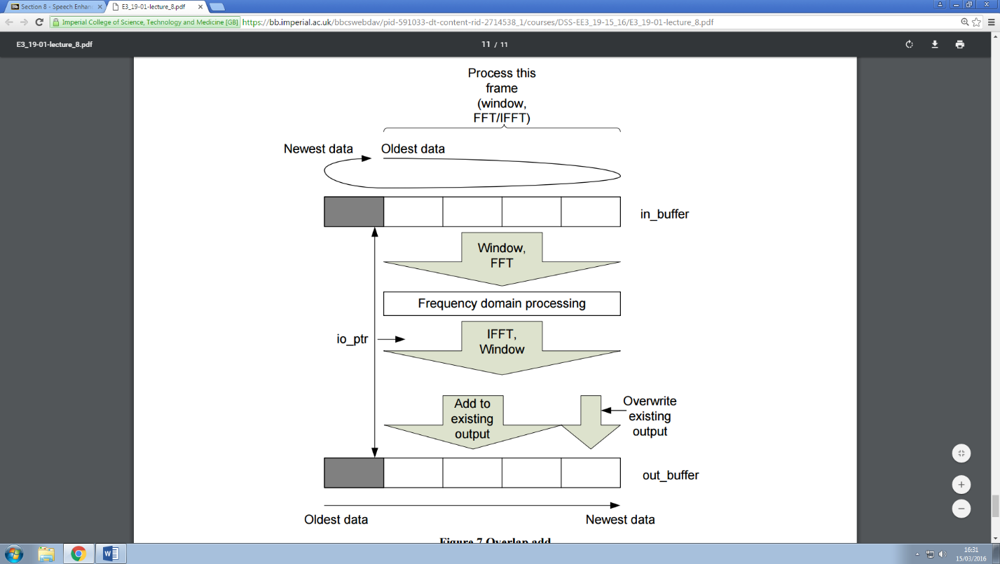 Section 8 - Speech Enhan
E3_19-01-lecture_8.pdf
Imperial College of Science, Technology and Medicine [GB]
https://bb.imperial.ac.uk/bbcswebdav/pid-591033-dt-content-rid-2714538_1/courses/DSS-EE3_19-15_16/E3_19-01-lecture_8.pdf
E3_19-01-lecture_8.pdf
11 / 11
Process this
frame
(window,
FFT/IFFT)
Newest data
Oldest data
in_buffer
Window,
FFT
Frequency domain processing
io_ptr
IFFT,
Window
Add to
existing
output
Overwrite
existing
output
out_buffer
Oldest data
Newest data
Figure 7 Overlap add
16:31
15/03/2016